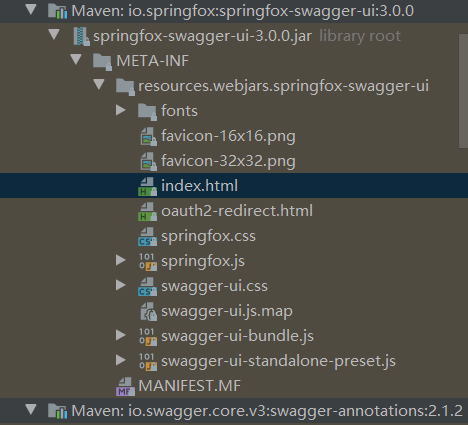 Maven: io.springfox:springfox-swagger-ui:3.0.0
springfox-swagger-ui-3.0.0.jar library root
META-INF
resources.webjars.springfox-swagger-ui
fonts
favicon-16x16.png
favicon-32x32.png
index.html
oauth2-redirect.html
springfox.css
springfox.js
swagger-ui.css
swagger-ui.js.map
swagger-ui-bundle.js
swagger-ui-standalone-preset.js
MANIFEST.MF
Maven: io.swagger.core.v3:swagger-annotations:2.1.2